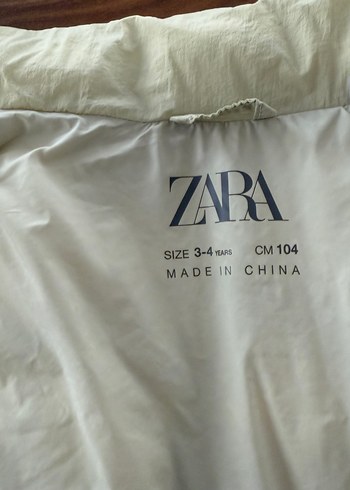 ZARA
SIZE 3-4 YEARS CM 104
MADE IN CHINA